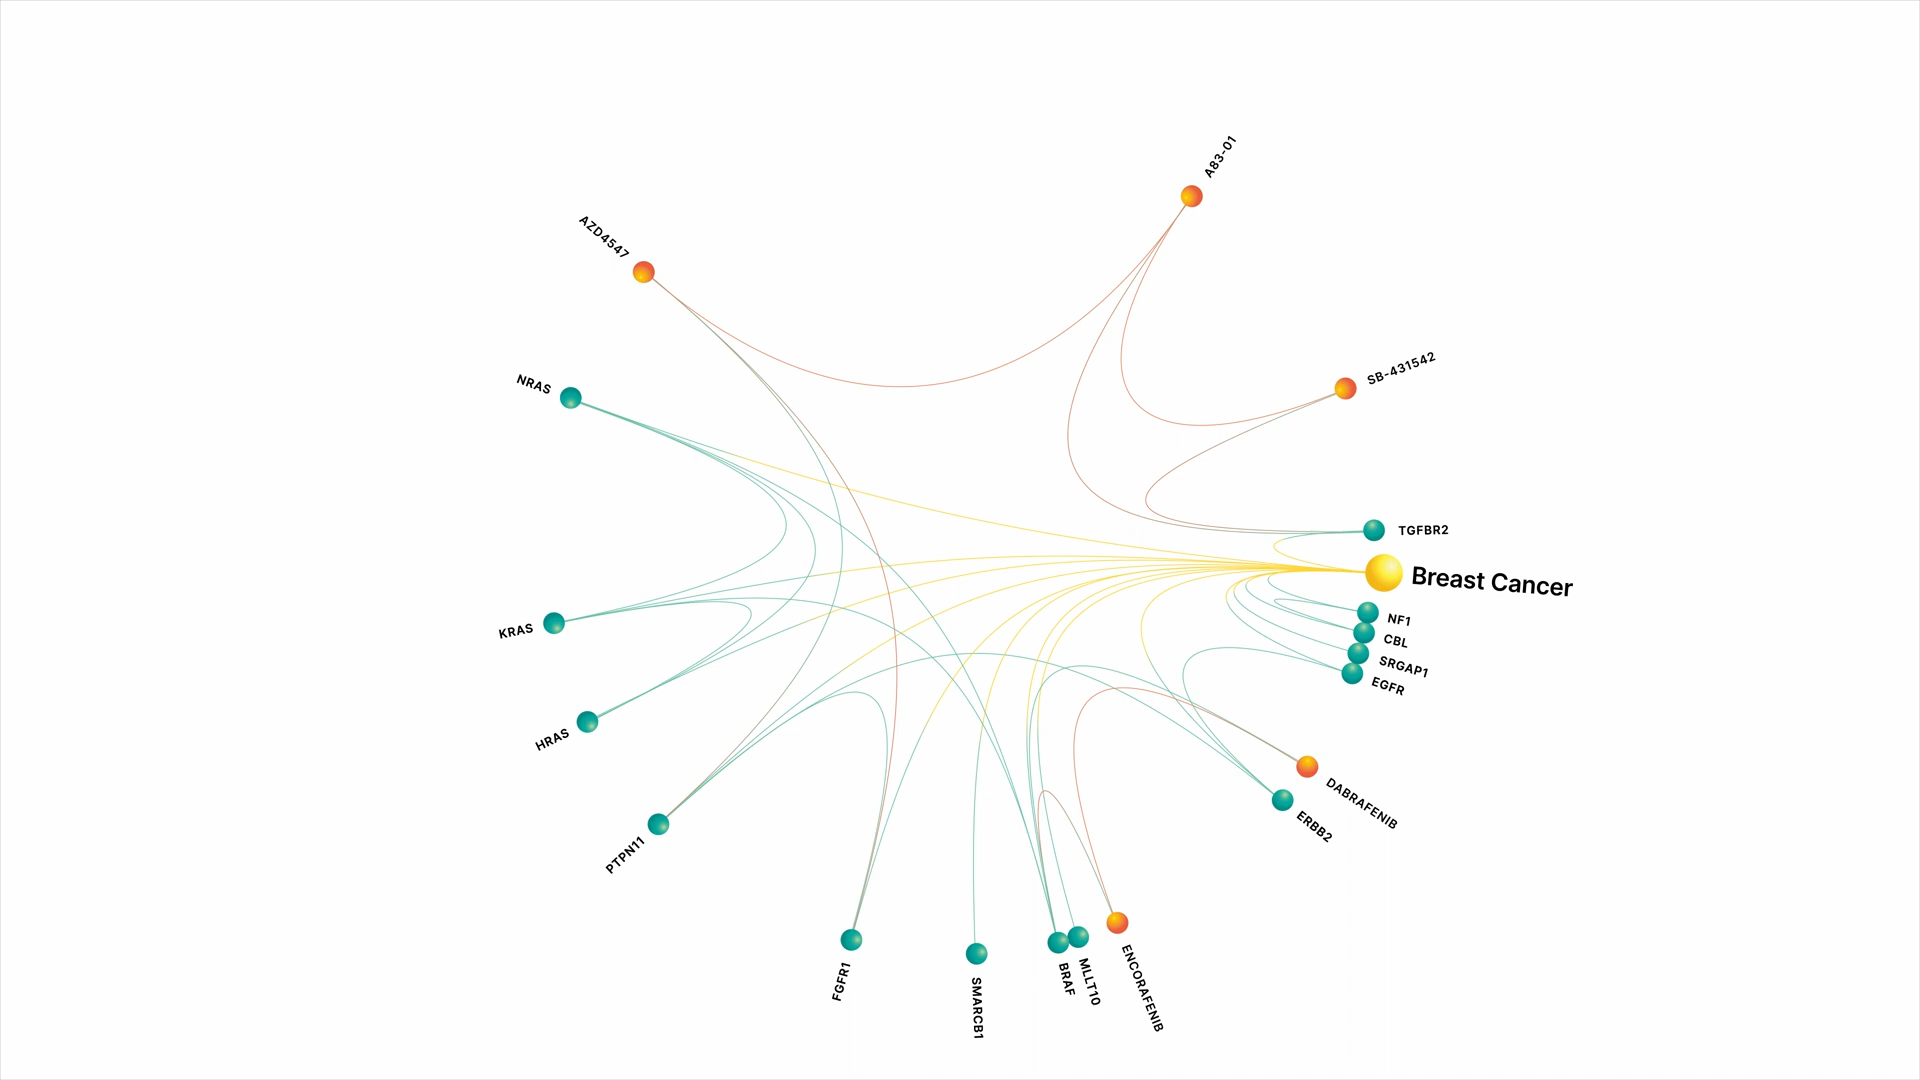 A83-01
AZD4547
SB-431542
NRAS
TGFBR2
Breast Cancer
NF1
CBL
SRGAP1
EGFR
KRAS
HRAS
DABRAFENIB
ERBB2
PTPN11
FGFR1
SMARCB1
BRAF
MLLT10
ENCORAFENIB